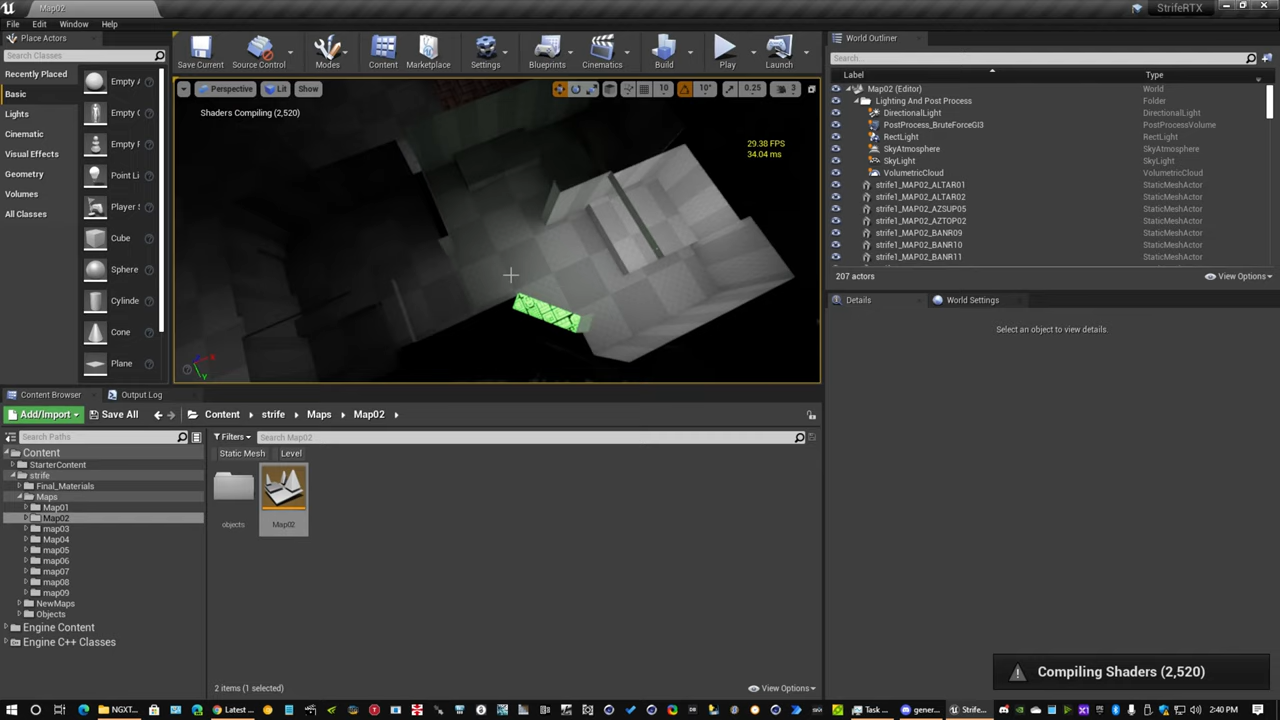 Map02
StrifeRTX
File Edit Window Help
Place Actors
Search Classes
Recently Placed
Basic
Lights
Cinematic
Visual Effects
Geometry
Volumes
All Classes
Empty A
Empty C
Empty P
Point Li
Player S
Cube
Sphere
Cylinde
Cone
Plane
Save Current
Source Control
Modes
Content
Marketplace
Settings
Blueprints
Cinematics
Build
Play
Launch
Perspective
Lit
Show
10
10°
0.25
3
Shaders Compiling (2,520)
29.38 FPS
34.04 ms
World Outliner
Search...
Label Type
Map02 (Editor) World
Lighting And Post Process Folder
DirectionalLight DirectionalLight
PostProcess_BruteForceGI3 PostProcessVolume
RectLight RectLight
SkyAtmosphere SkyAtmosphere
SkyLight SkyLight
VolumetricCloud VolumetricCloud
strife1_MAP02_ALTAR01 StaticMeshActor
strife1_MAP02_ALTAR02 StaticMeshActor
strife1_MAP02_AZSUP05 StaticMeshActor
strife1_MAP02_AZTOP02 StaticMeshActor
strife1_MAP02_BANR09 StaticMeshActor
strife1_MAP02_BANR10 StaticMeshActor
strife1_MAP02_BANR11 StaticMeshActor
207 actors View Options
Details World Settings
Select an object to view details.
Content Browser Output Log
Add/Import Save All Content strife Maps Map02
Search Paths
Filters Search Map02
Static Mesh Level
Content
StarterContent
strife
Final_Materials
Maps
Map01
Map02
map03
Map04
map05
map06
map07
map08
map09
NewMaps
Objects
Engine Content
Engine C++ Classes
objects
Map02
2 items (1 selected) View Options
Compiling Shaders (2,520)
NGXT...
Latest ...
Task ...
gener...
Strife...
2:40 PM